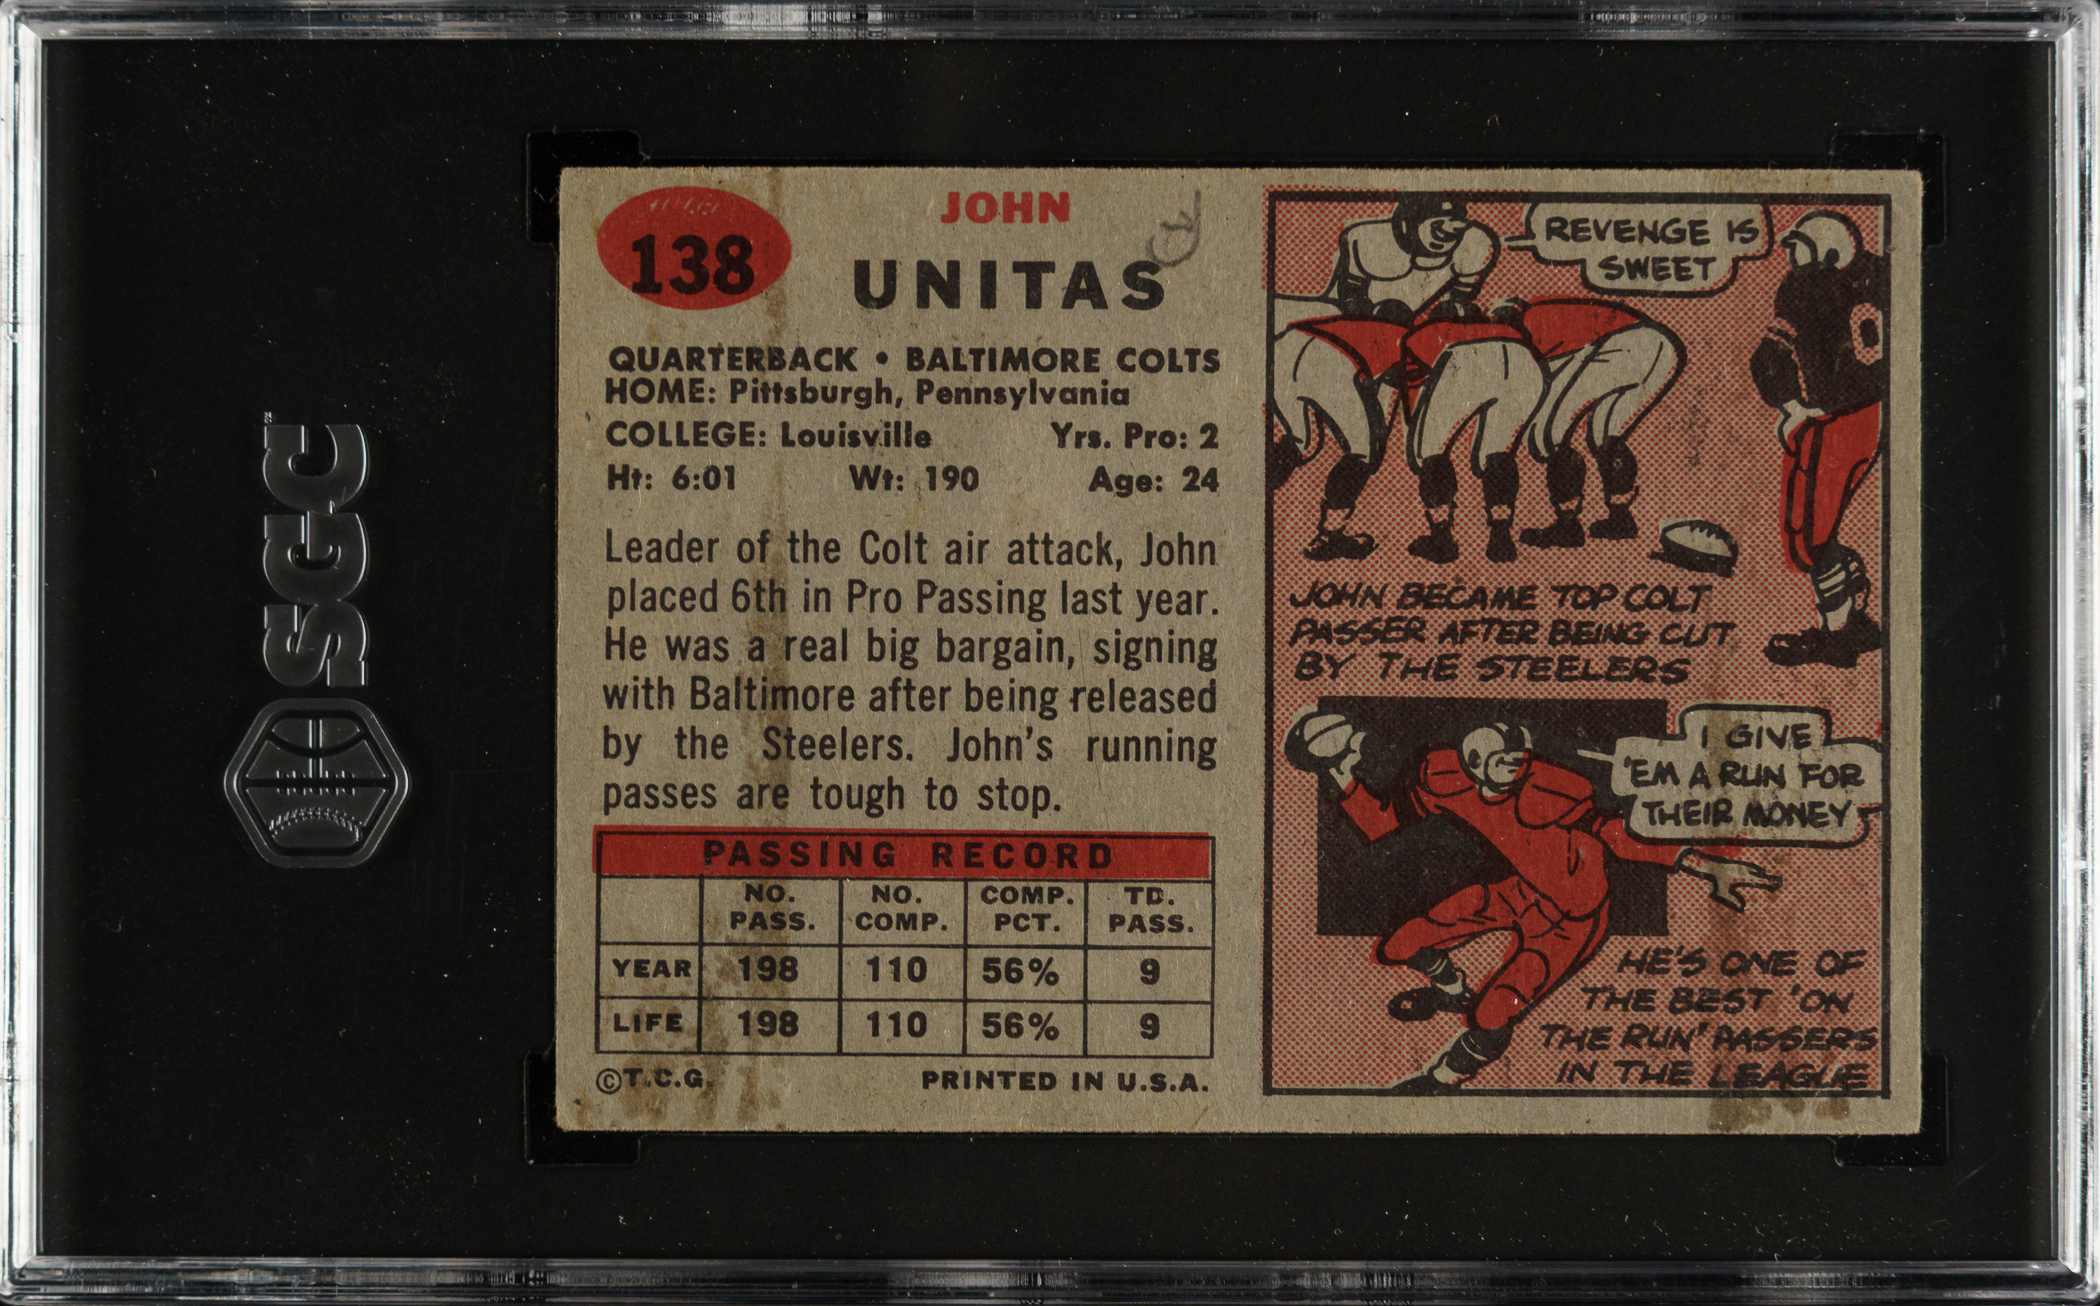 SGC
138
JOHN
UNITAS
QUARTERBACK • BALTIMORE COLTS
HOME: Pittsburgh, Pennsylvania
COLLEGE: Louisville Yrs. Pro: 2
Ht: 6:01 Wt: 190 Age: 24
Leader of the Colt air attack, John
placed 6th in Pro Passing last year.
He was a real big bargain, signing
with Baltimore after being released
by the Steelers. John's running
passes are tough to stop.
PASSING RECORD
NO. PASS. NO. COMP. COMP. PCT. TD. PASS.
YEAR 198 110 56% 9
LIFE 198 110 56% 9
©T.C.G. PRINTED IN U.S.A.
REVENGE IS
SWEET
0
JOHN BECAME TOP COLT
PASSER AFTER BEING CUT
BY THE STEELERS
I GIVE
'EM A RUN FOR
THEIR MONEY
HE'S ONE OF
THE BEST 'ON
THE RUN' PASSERS
IN THE LEAGUE